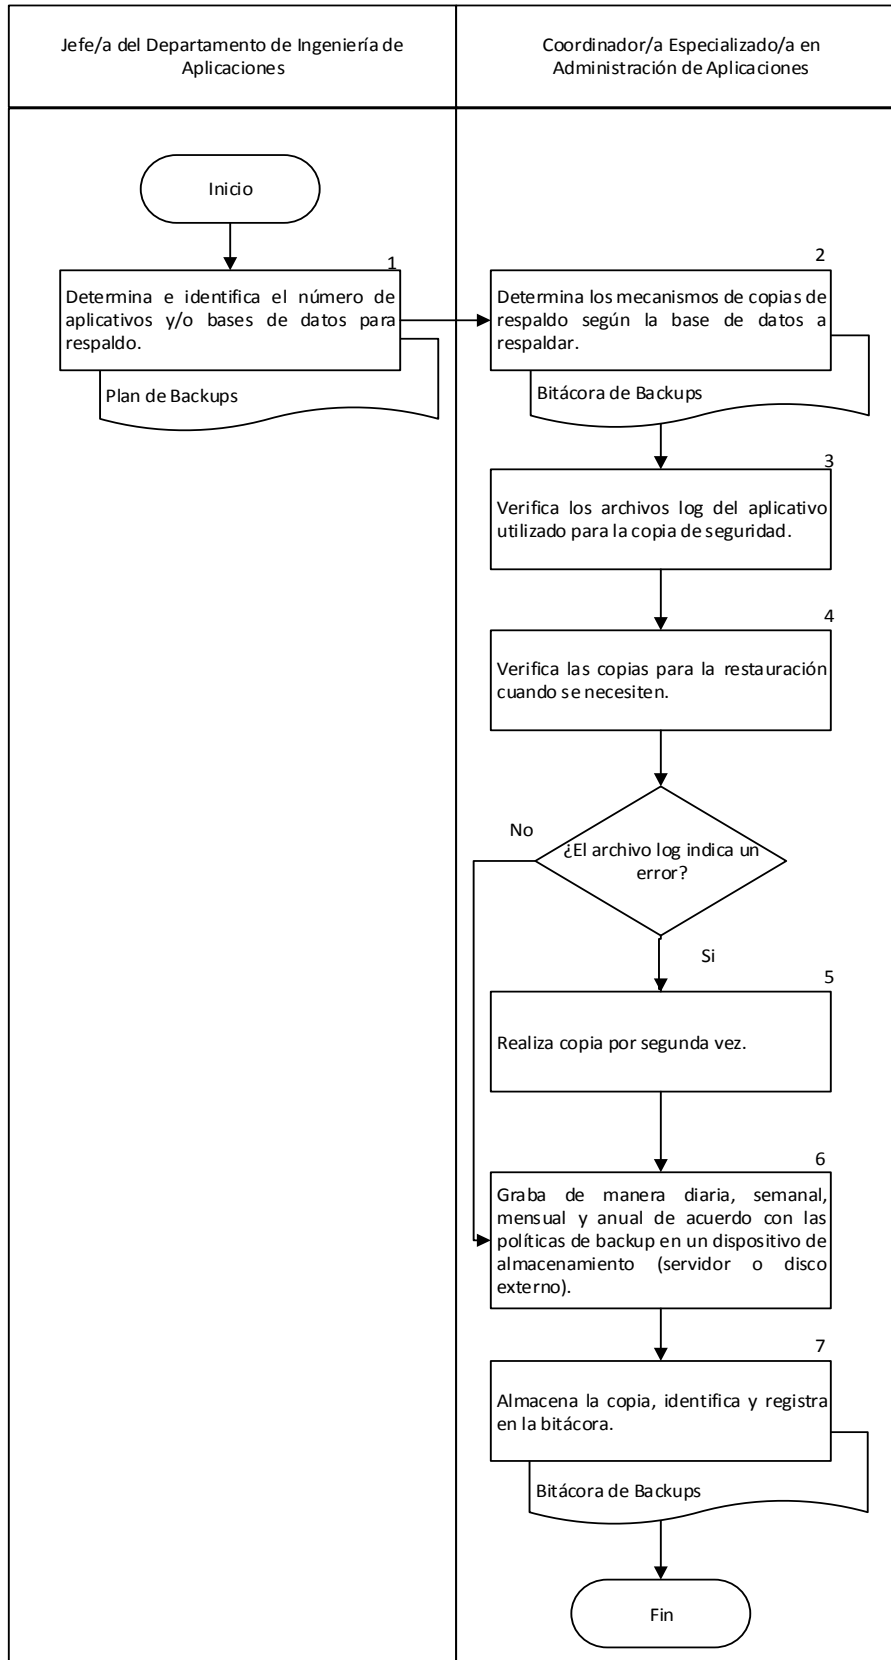 Jefe/a del Departamento de Ingeniería de
Aplicaciones
Coordinador/a Especializado/a en
Administración de Aplicaciones
Inicio
1
Determina e identifica el número de
aplicativos y/o bases de datos para
respaldo.
Plan de Backups
2
Determina los mecanismos de copias de
respaldo según la base de datos a
respaldar.
Bitácora de Backups
3
Verifica los archivos log del aplicativo
utilizado para la copia de seguridad.
4
Verifica las copias para la restauración
cuando se necesiten.
¿El archivo log indica un
error?
No
Si
5
Realiza copia por segunda vez.
6
Graba de manera diaria, semanal,
mensual y anual de acuerdo con las
políticas de backup en un dispositivo de
almacenamiento (servidor o disco
externo).
7
Almacena la copia, identifica y registra
en la bitácora.
Bitácora de Backups
Fin